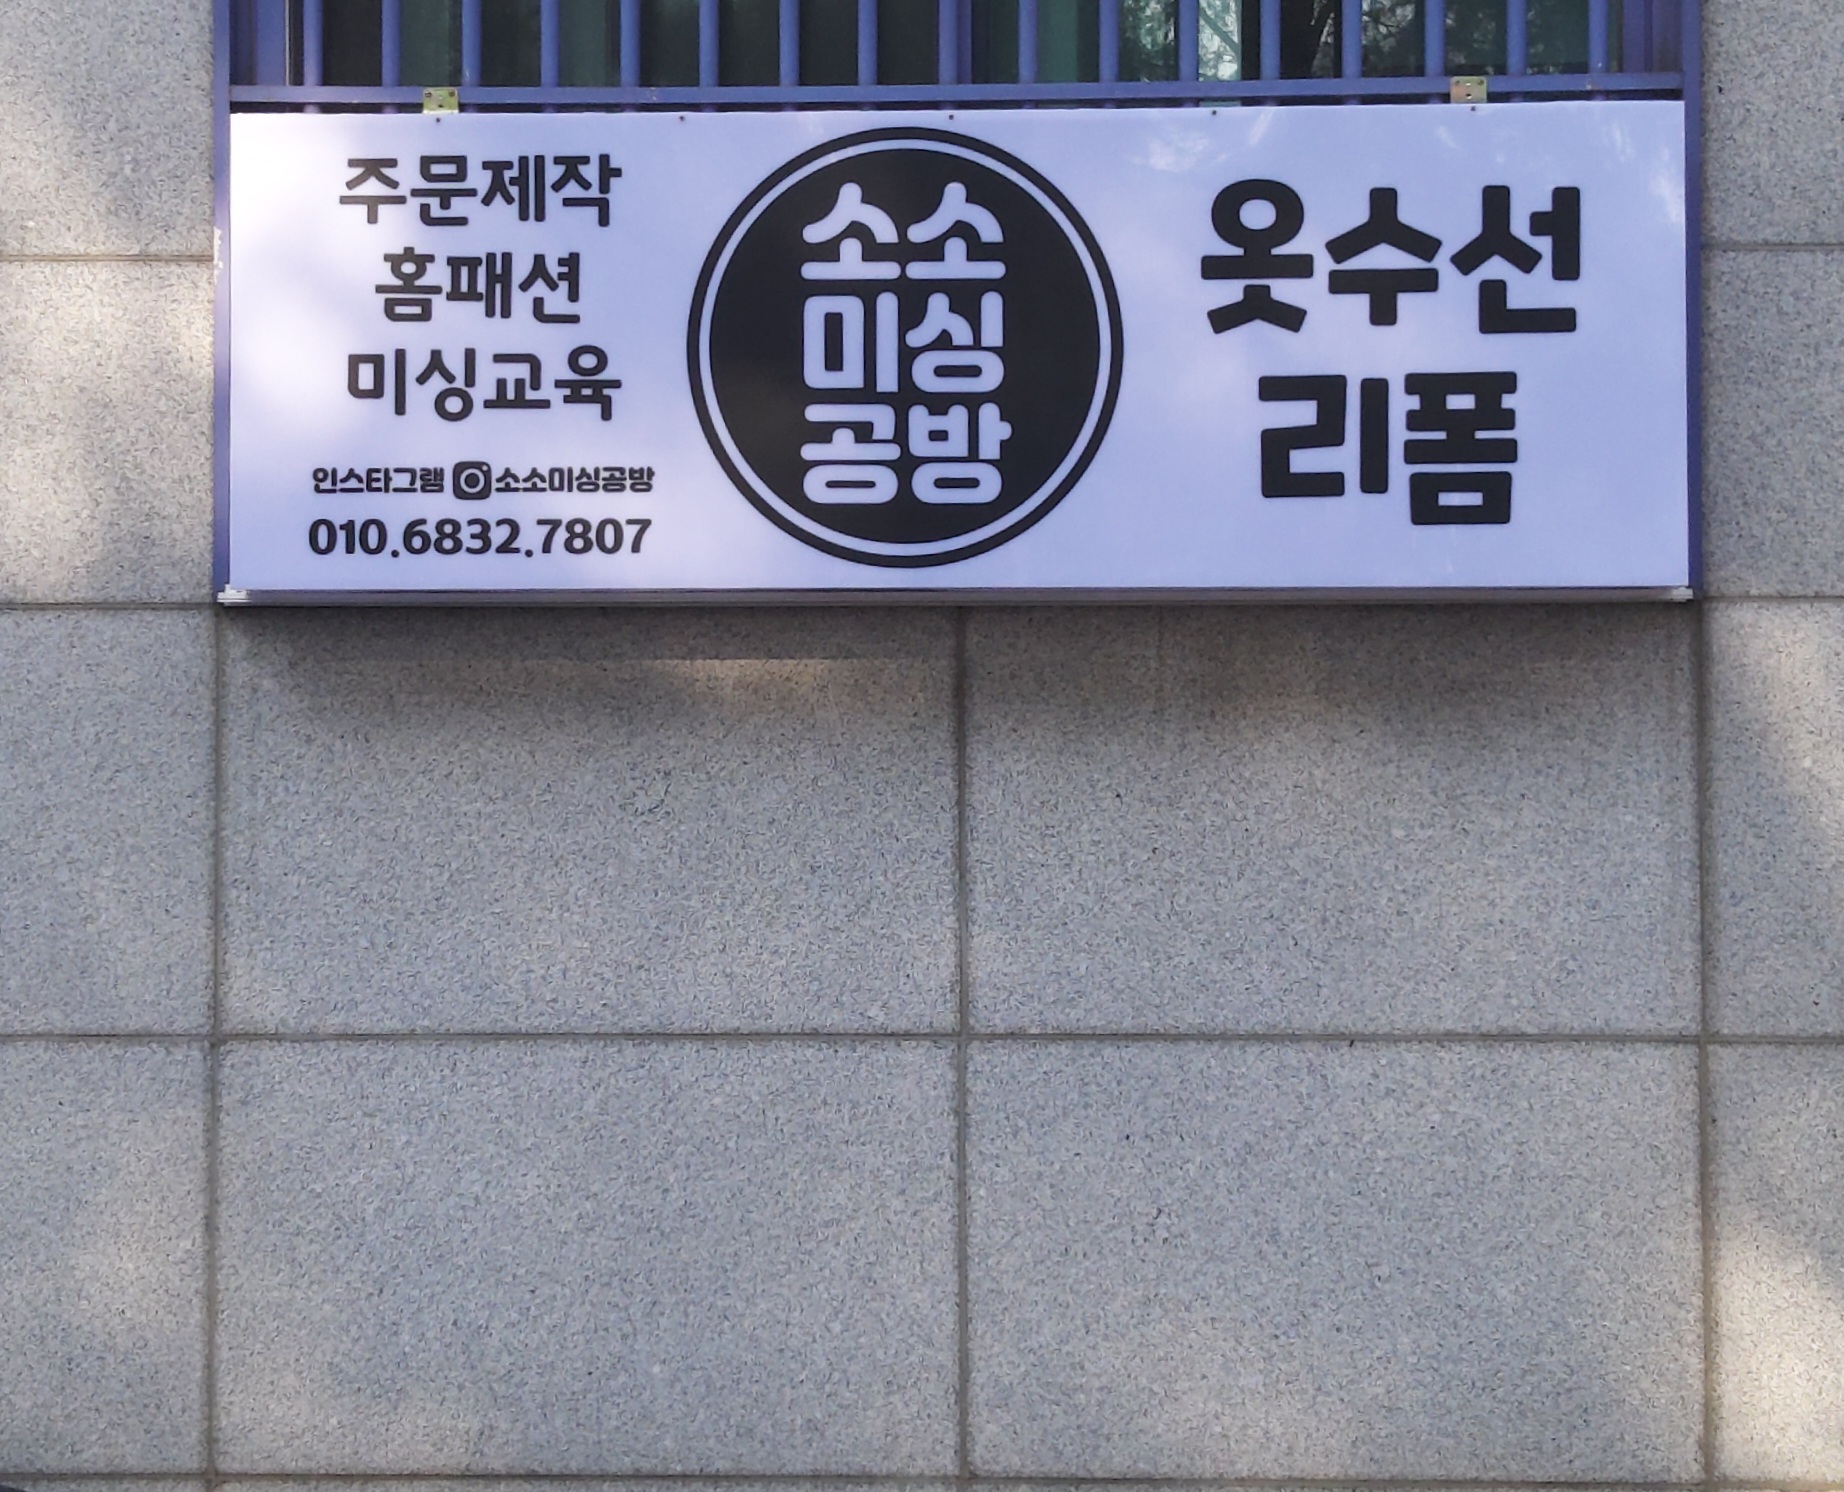 주문제작
홈패션
미싱교육
인스타그램 소소미싱공방
010.6832.7807
소소
미싱
공방
옷수선
리폼